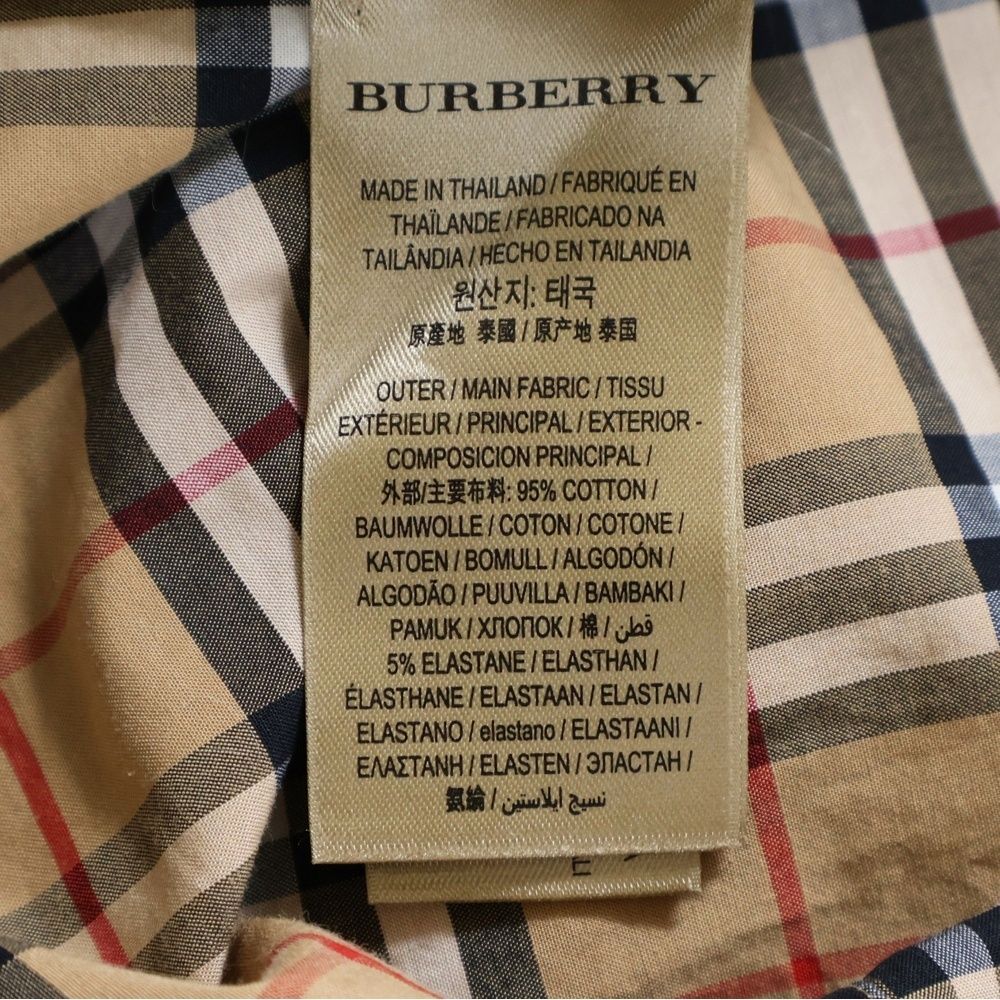 BURBERRY
MADE IN THAILAND / FABRIQUÉ EN
THAÏLANDE / FABRICADO NA
TAILÂNDIA / HECHO EN TAILANDIA
원산지: 태국
原產地 泰國 / 原产地 泰国
OUTER / MAIN FABRIC / TISSU
EXTÉRIEUR / PRINCIPAL / EXTERIOR -
COMPOSICION PRINCIPAL /
外部/主要布料: 95% COTTON /
BAUMWOLLE / COTON / COTONE /
KATOEN / BOMULL / ALGODÓN /
ALGODÃO / PUUVILLA / BAMBAKI /
PAMUK / ХЛОПОК / 棉 / قطن
5% ELASTANE / ELASTHAN /
ÉLASTHANE / ELASTAAN / ELASTAN /
ELASTANO / elastano / ELASTAANI /
ΕΛΑΣΤΑΝΗ / ELASTEN / ЭЛАСТАН /
氨綸 / نسيج ايلاستين